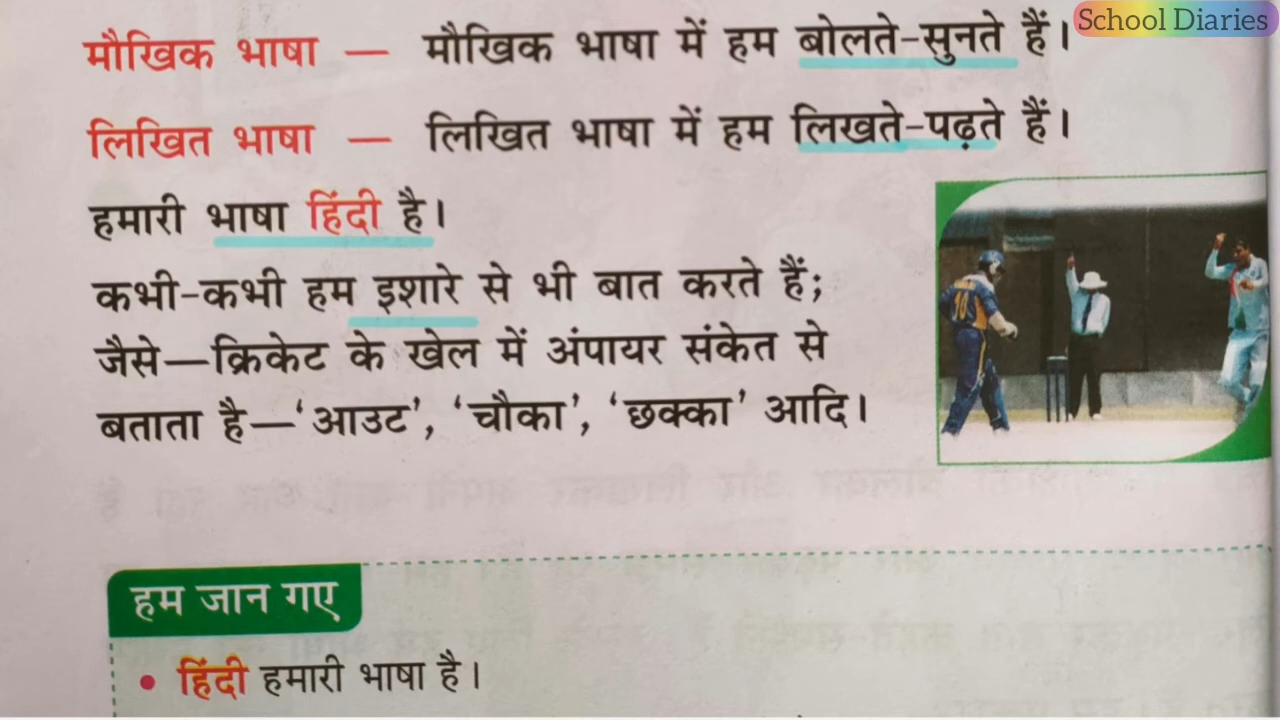 School Diaries
मौखिक भाषा — मौखिक भाषा में हम बोलते-सुनते हैं।
लिखित भाषा — लिखित भाषा में हम लिखते-पढ़ते हैं।
हमारी भाषा हिंदी है।
कभी-कभी हम इशारे से भी बात करते हैं;
जैसे—क्रिकेट के खेल में अंपायर संकेत से
बताता है—‘आउट’, ‘चौका’, ‘छक्का’ आदि।
10
हम जान गए
• हिंदी हमारी भाषा है।